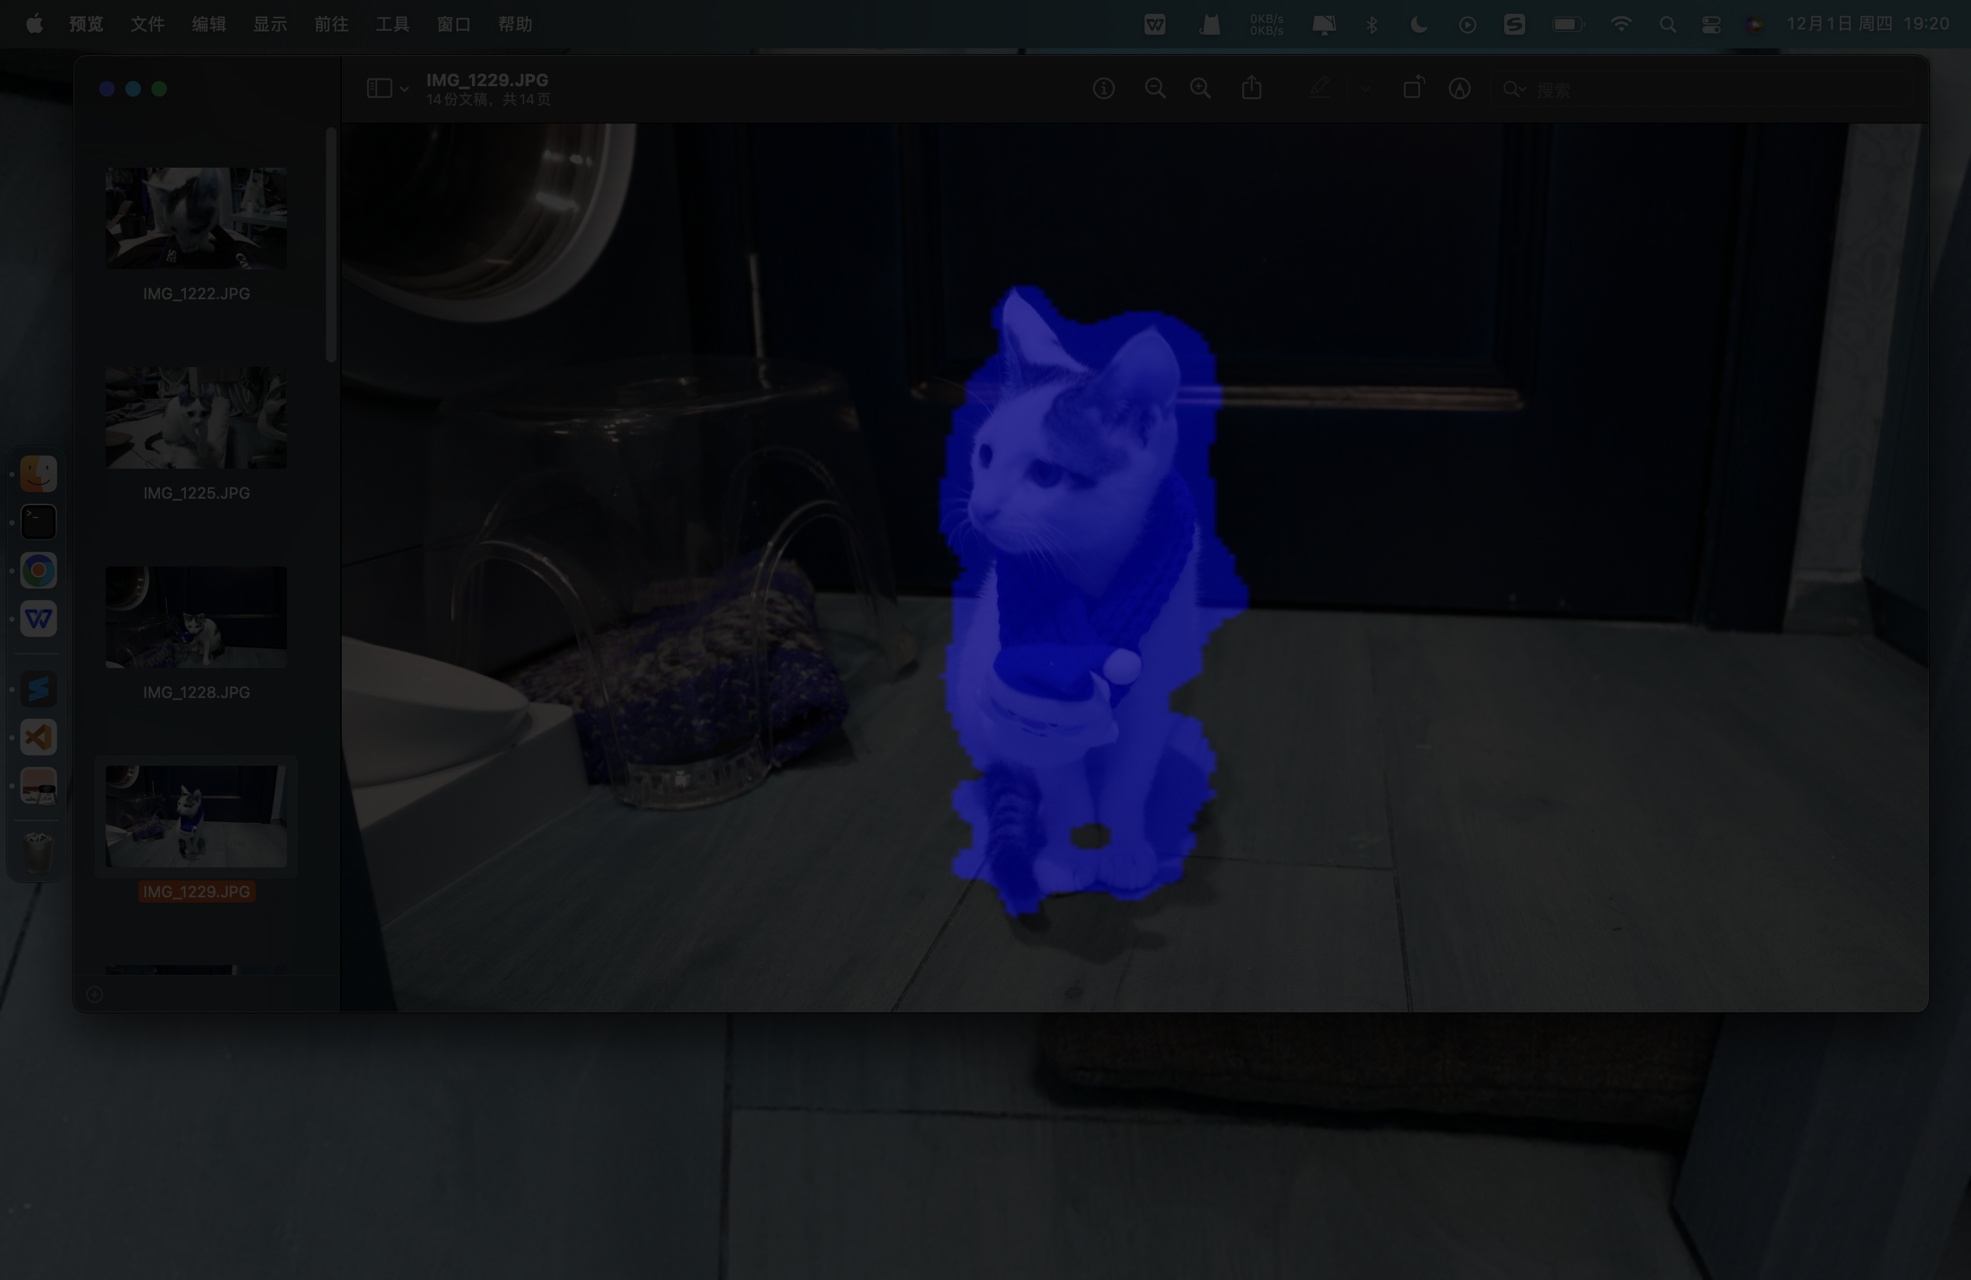 预览 文件 编辑 显示 前往 工具 窗口 帮助
0KB/s
0KB/s
12月1日 周四 19:20
IMG_1229.JPG
14份文稿，共14页
搜索
IMG_1222.JPG
IMG_1225.JPG
IMG_1228.JPG
IMG_1229.JPG